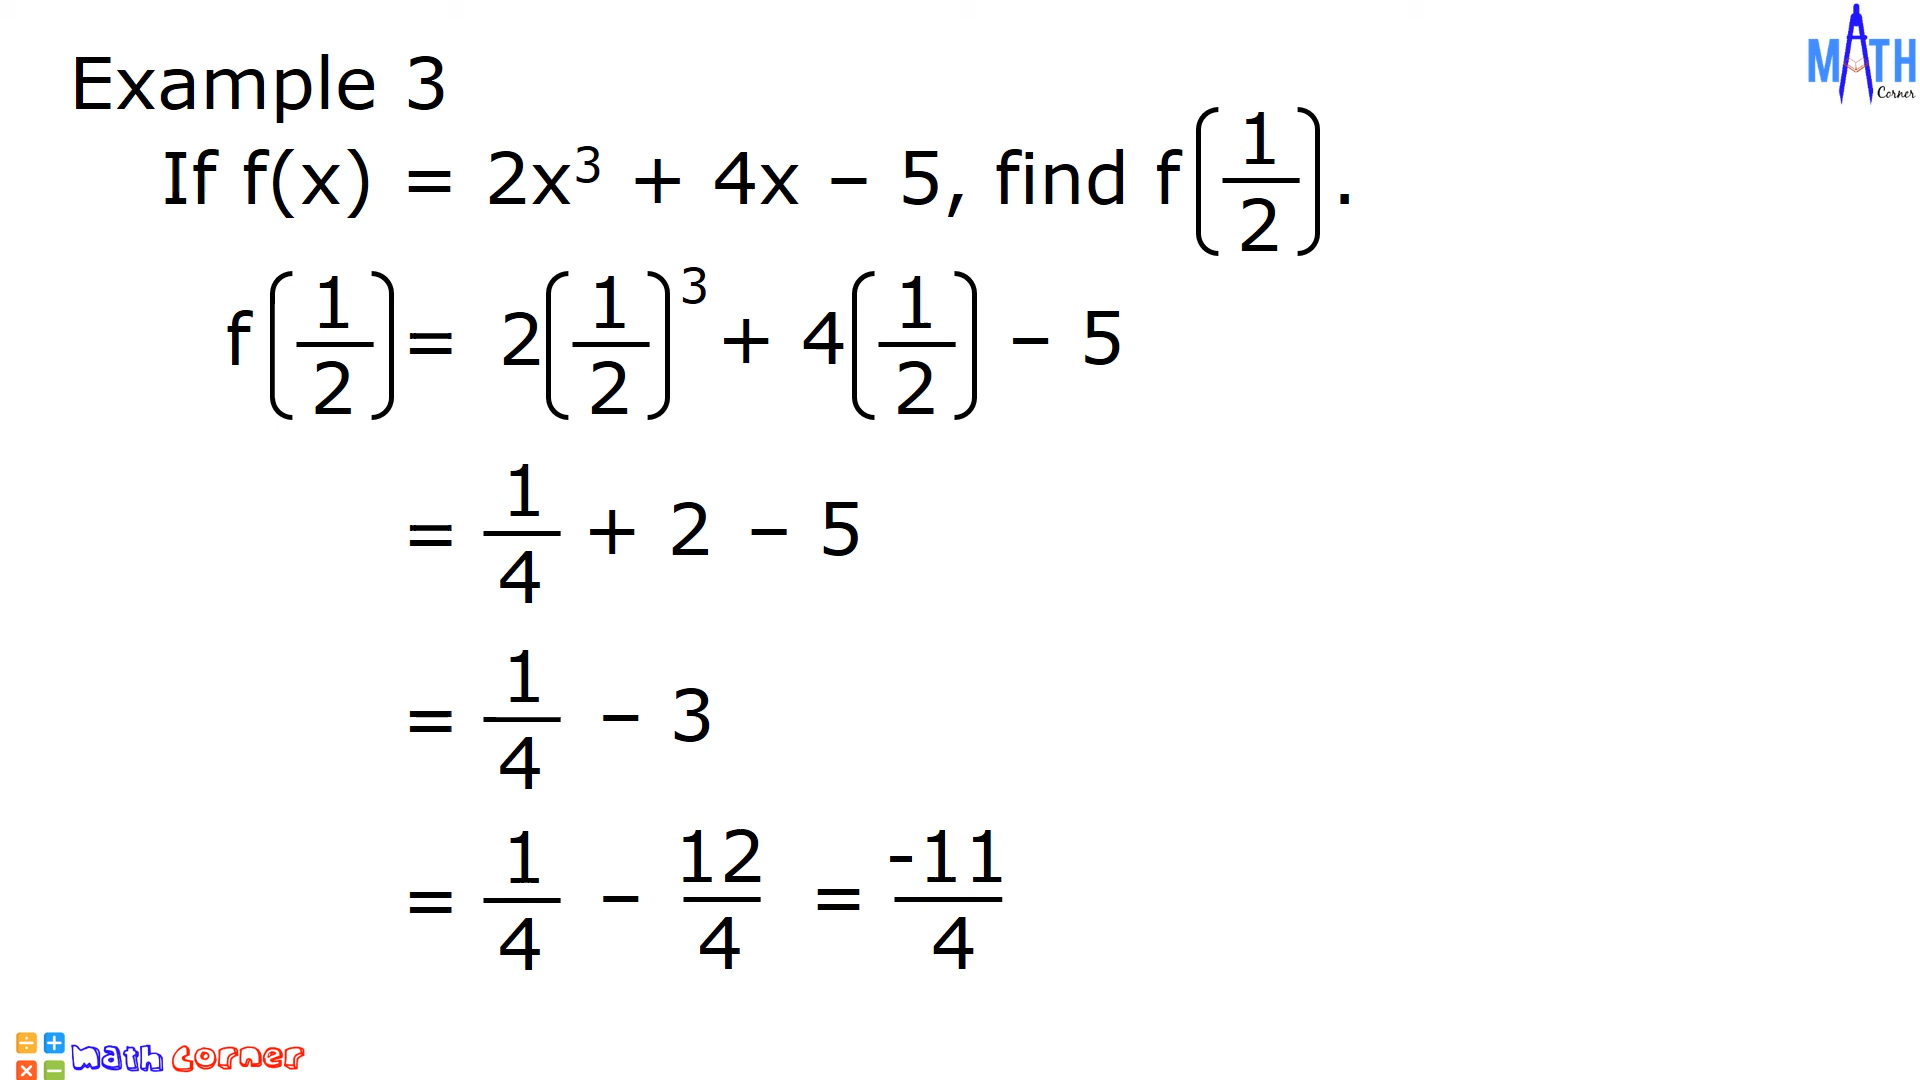 MATH
Corner
Example 3
If f(x) = 2x³ + 4x – 5, find f(1/2).
f(1/2) = 2(1/2)³ + 4(1/2) – 5
= 1/4 + 2 – 5
= 1/4 – 3
= 1/4 – 12/4 = -11/4
÷ + × −
math corner